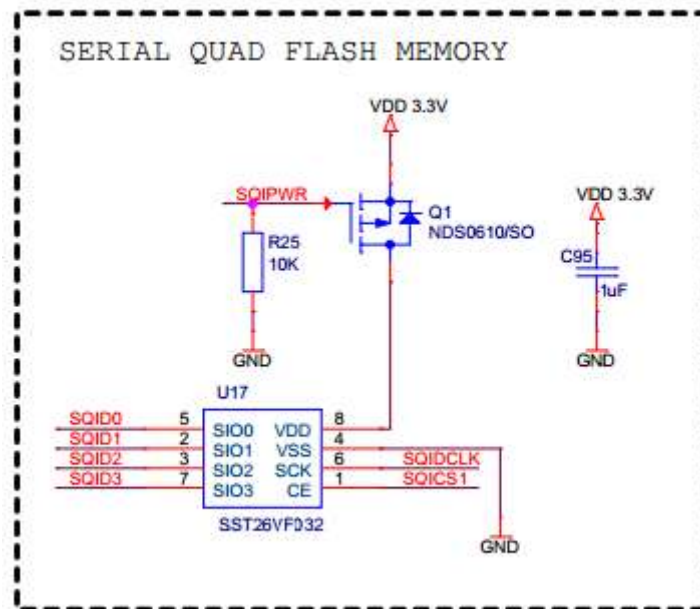 SERIAL QUAD FLASH MEMORY
VDD 3.3V
SQIPWR
VDD 3.3V
Q1
NDS0610/SO
R25
10K
C95
1uF
GND
GND
U17
SQID0 5 SIO0 VDD 8
SQID1 2 SIO1 VSS 4
SQID2 3 SIO2 SCK 6 SQIDCLK
SQID3 7 SIO3 CE 1 SQICS1
SST26VF032
GND